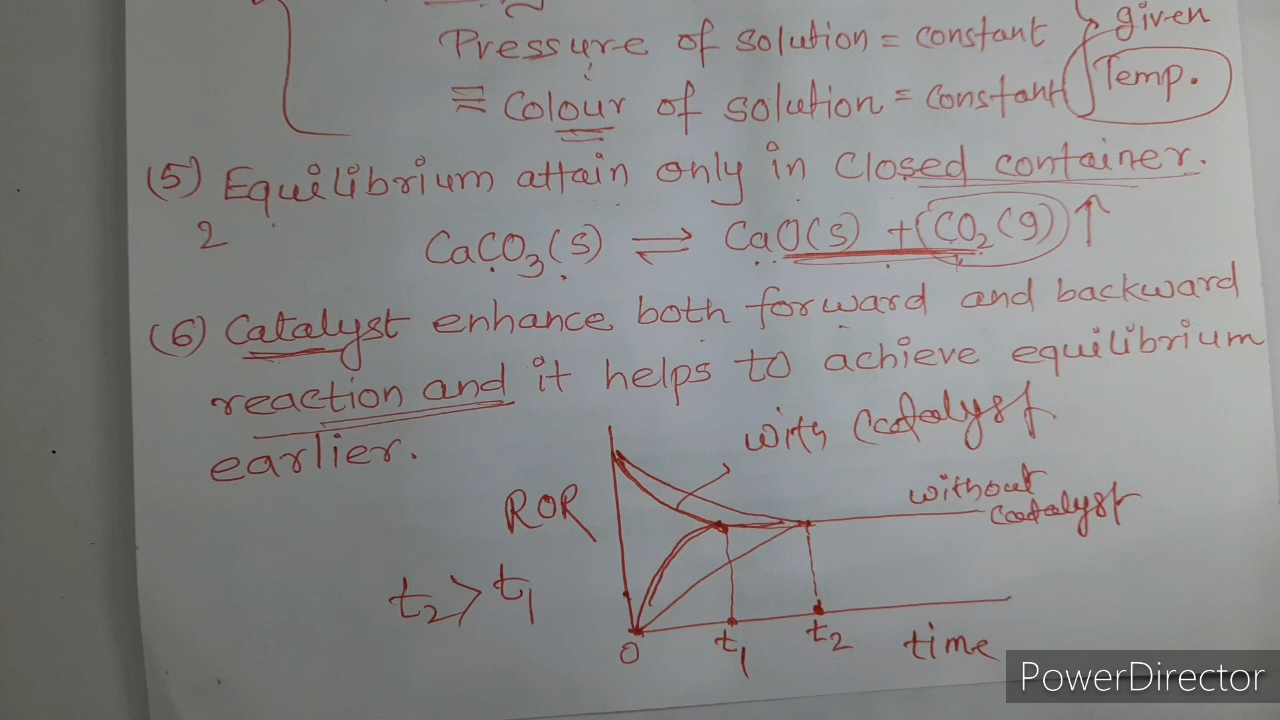 Pressure of solution = constant } given
≡ Colour of solution = constant Temp.
(5) Equilibrium attain only in closed container.
2
CaCO₃(s) ⇌ CaO(s) + CO₂(g)↑
(6) Catalyst enhance both forward and backward
reaction and it helps to achieve equilibrium
earlier.
with catalyst
without
catalyst
ROR
t₂ > t₁
0 t₁ t₂ time
PowerDirector